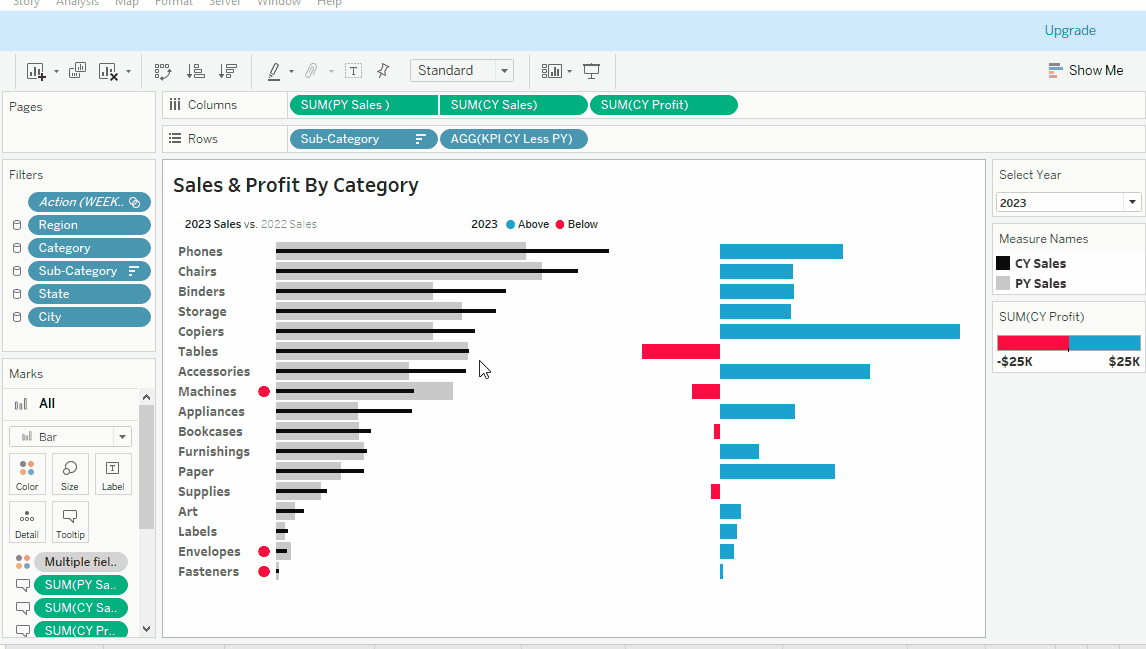 Story Analysis Map Format Server Window Help
Upgrade
Standard
Show Me
Pages
Columns SUM(PY Sales ) SUM(CY Sales) SUM(CY Profit)
Rows Sub-Category AGG(KPI CY Less PY)
Filters
Action (WEEK..
Region
Category
Sub-Category
State
City
Marks
All
Bar
Color Size Label
Detail Tooltip
Multiple fiel..
SUM(PY Sa..
SUM(CY Sa..
SUM(CY Pr..
Sales & Profit By Category
2023 Sales vs. 2022 Sales 2023 Above Below
Phones
Chairs
Binders
Storage
Copiers
Tables
Accessories
Machines
Appliances
Bookcases
Furnishings
Paper
Supplies
Art
Labels
Envelopes
Fasteners
Select Year
2023
Measure Names
CY Sales
PY Sales
SUM(CY Profit)
-$25K $25K